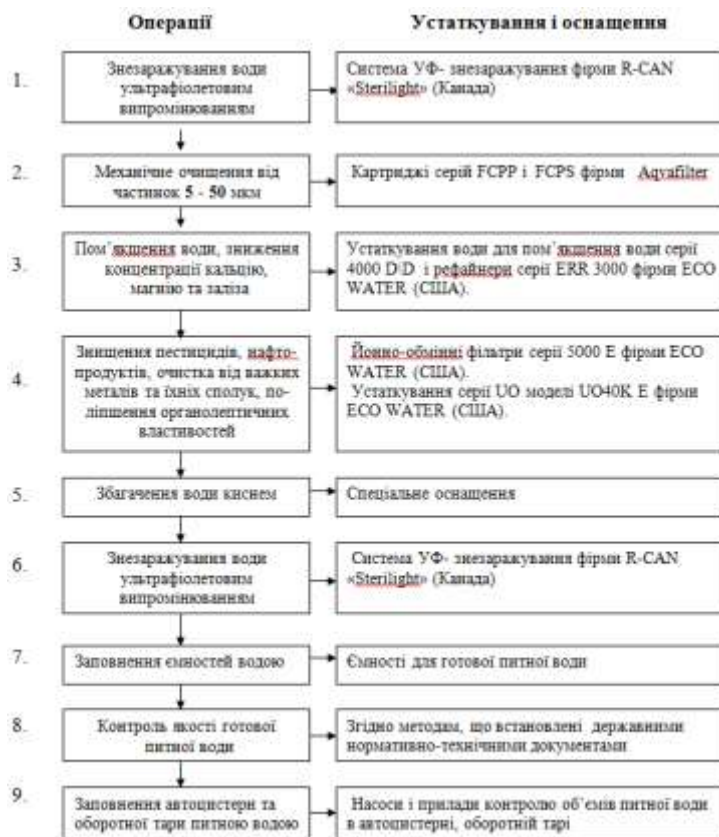 Операції
Устаткування і оснащення
1.
Знезаражування води
ультрафіолетовим
випромінюванням
Система УФ- знезаражування фірми R-CAN
«Sterilight» (Канада)
2.
Механічне очищення від
частинок 5 - 50 мкм
Картриджі серій FCPP і FCPS фірми Aqvafilter
3.
Пом'якшення води, зниження
концентрації кальцію,
магнію та заліза
Устаткування води для пом'якшення води серії
4000 DD і рефайнери серії ERR 3000 фірми ECO
WATER (США).
4.
Знищення пестицидів, нафто-
продуктів, очистка від важких
металів та їхніх сполук, по-
ліпшення органолептичних
властивостей
Йонно-обмінні фільтри серії 5000 Е фірми ECO
WATER (США).
Устаткування серії UO моделі UO40K E фірми
ECO WATER (США).
5.
Збагачення води киснем
Спеціальне оснащення
6.
Знезаражування води
ультрафіолетовим
випромінюванням
Система УФ- знезаражування фірми R-CAN
«Sterilight» (Канада)
7.
Заповнення ємностей водою
Ємності для готової питної води
8.
Контроль якості готової
питної води
Згідно методам, що встановлені державними
нормативно-технічними документами
9.
Заповнення автоцистерн та
оборотної тари питною водою
Насоси і прилади контролю об'ємів питної води
в автоцистерні, оборотній тарі